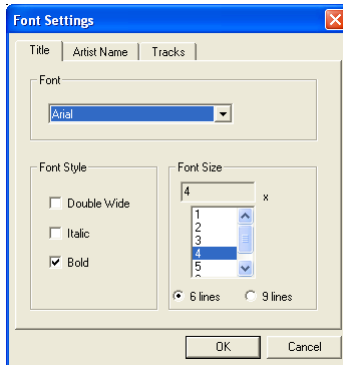 Font Settings
Title
Artist Name
Tracks
Font
Arial
Font Style
Double Wide
Italic
Bold
Font Size
4
x
1
2
3
4
5
6 lines
9 lines
OK
Cancel